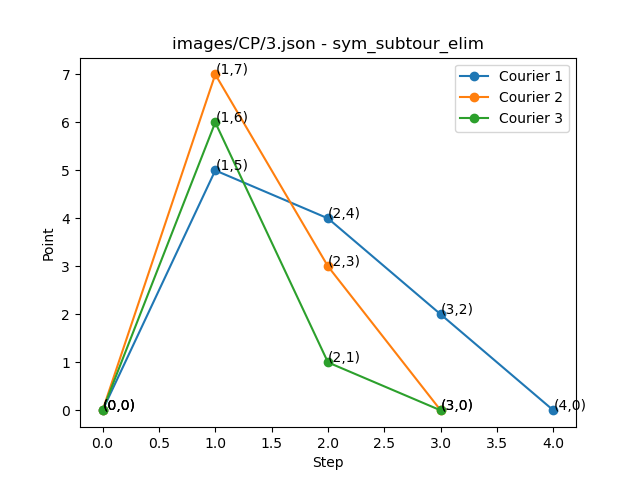 images/CP/3.json - sym_subtour_elim
Courier 1
Courier 2
Courier 3
(1,7)
(1,6)
(1,5)
(2,4)
(2,3)
(3,2)
(2,1)
(0,0)
(3,0)
(4,0)
7
6
5
4
3
2
1
0
Point
0.0 0.5 1.0 1.5 2.0 2.5 3.0 3.5 4.0
Step